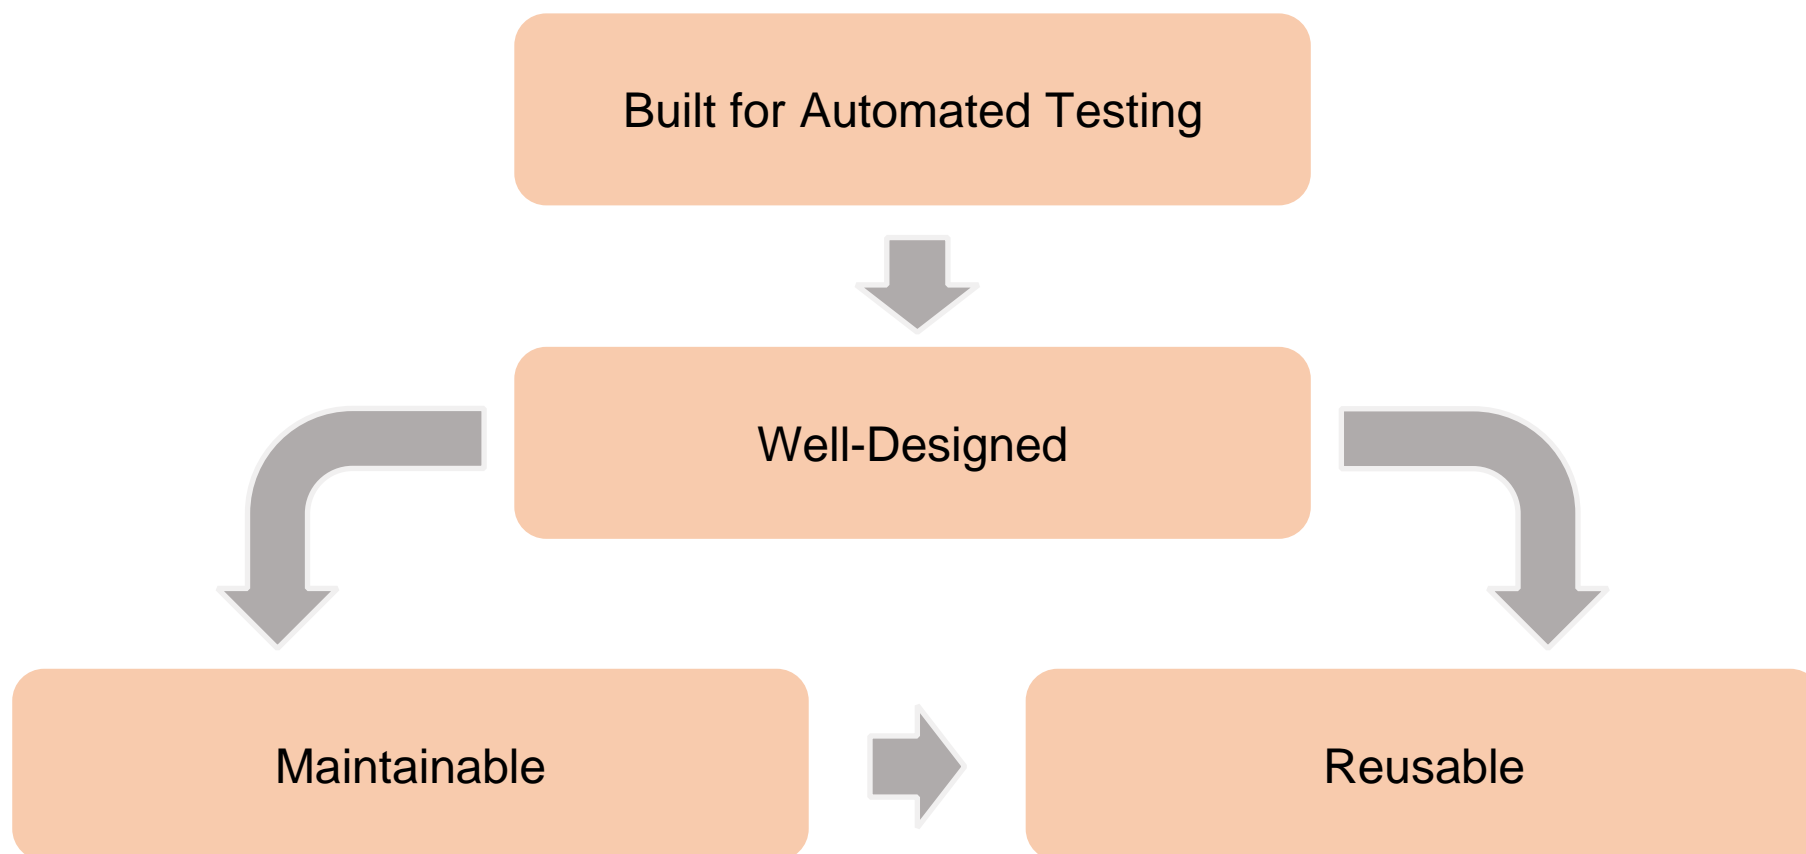 Built for Automated Testing
Well-Designed
Maintainable
Reusable